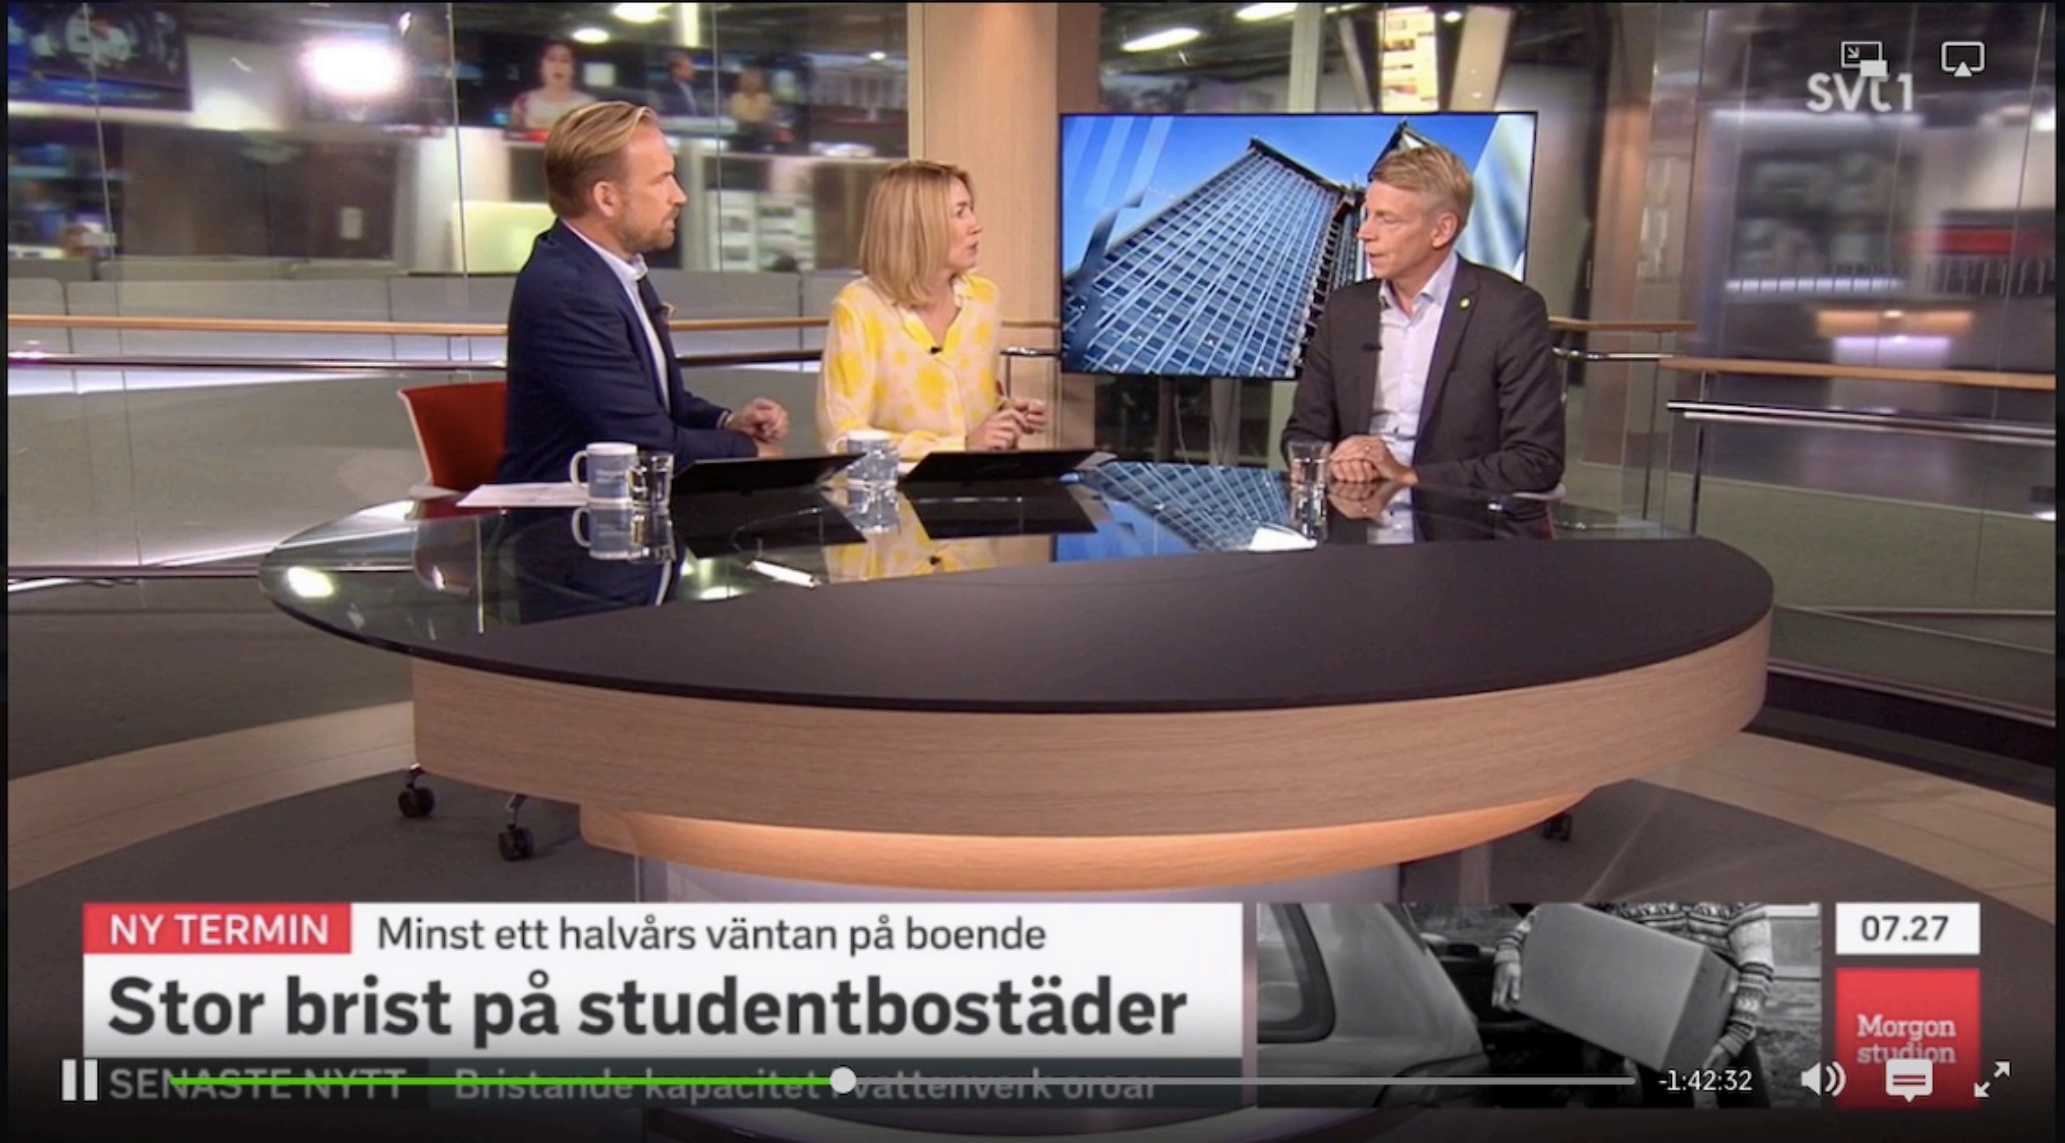 SVT1
NY TERMIN
Minst ett halvårs väntan på boende
07.27
Stor brist på studentbostäder
Morgon
studion
SENASTE NYTT
Bristande kapacitet i vattenverk oroar
-1:42:32